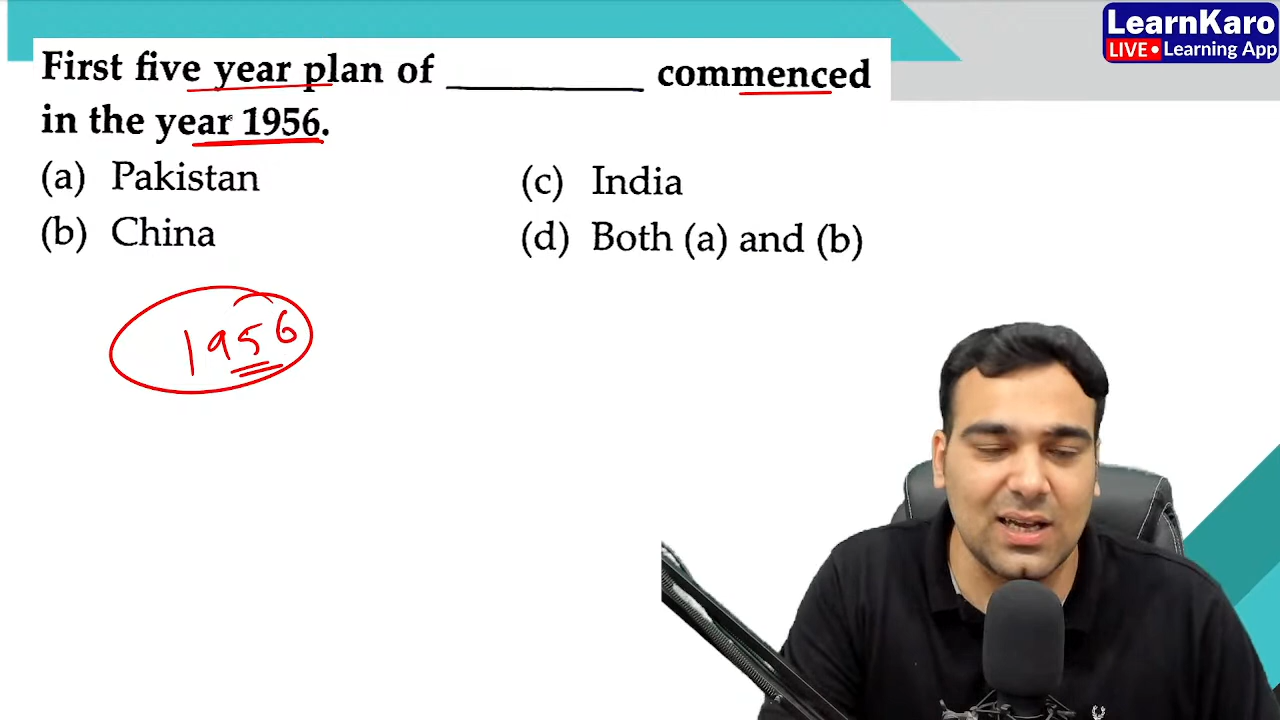 LearnKaro
LIVE • Learning App
First five year plan of __________ commenced
in the year 1956.
(a) Pakistan
(c) India
(b) China
(d) Both (a) and (b)
1956